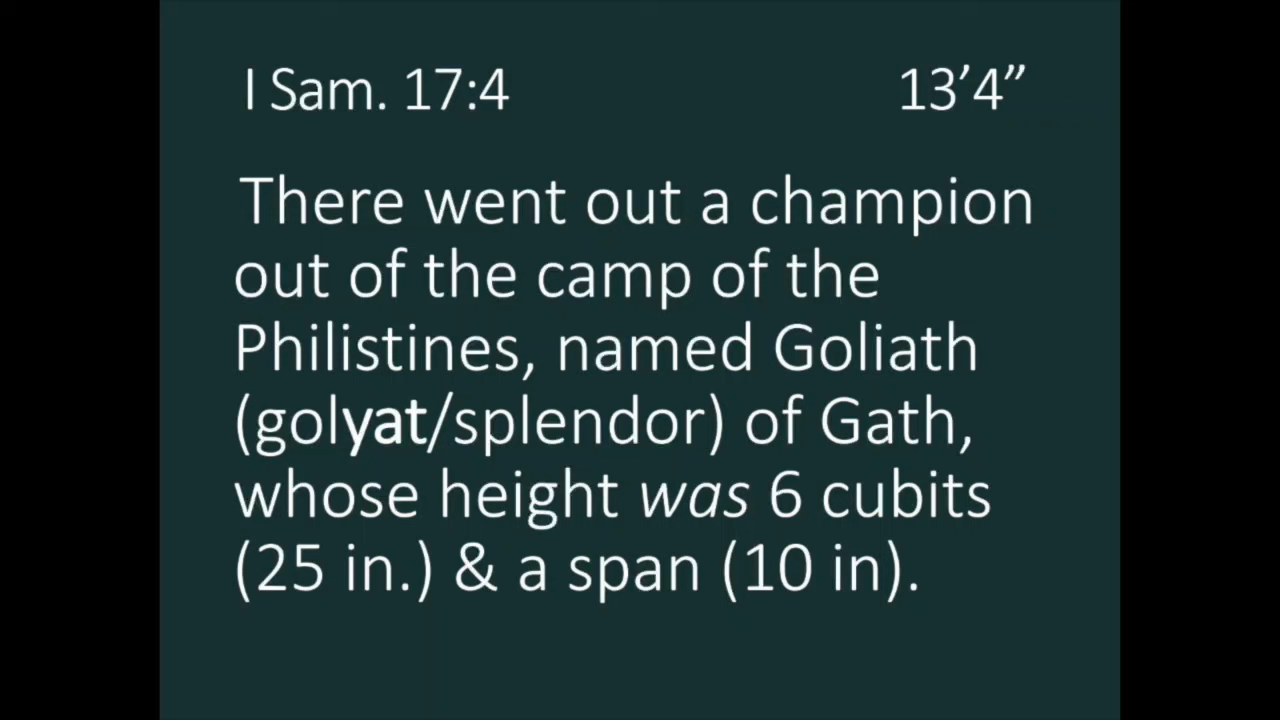 I Sam. 17:4 13’4”
There went out a champion
out of the camp of the
Philistines, named Goliath
(golyat/splendor) of Gath,
whose height was 6 cubits
(25 in.) & a span (10 in).